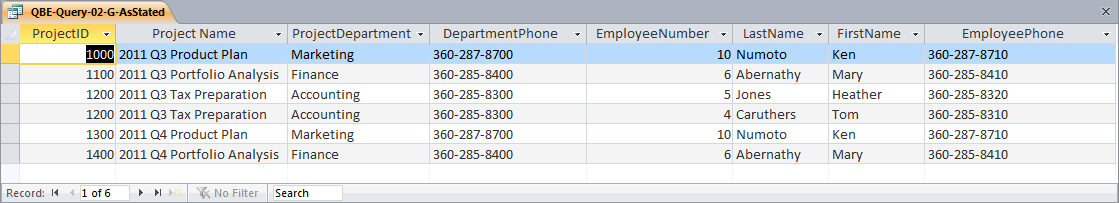 QBE-Query-02-G-AsStated
ProjectID Project Name ProjectDepartment DepartmentPhone EmployeeNumber LastName FirstName EmployeePhone
1000 2011 Q3 Product Plan Marketing 360-287-8700 10 Numoto Ken 360-287-8710
1100 2011 Q3 Portfolio Analysis Finance 360-285-8400 6 Abernathy Mary 360-285-8410
1200 2011 Q3 Tax Preparation Accounting 360-285-8300 5 Jones Heather 360-285-8320
1200 2011 Q3 Tax Preparation Accounting 360-285-8300 4 Caruthers Tom 360-285-8310
1300 2011 Q4 Product Plan Marketing 360-287-8700 10 Numoto Ken 360-287-8710
1400 2011 Q4 Portfolio Analysis Finance 360-285-8400 6 Abernathy Mary 360-285-8410
Record: 1 of 6 No Filter Search